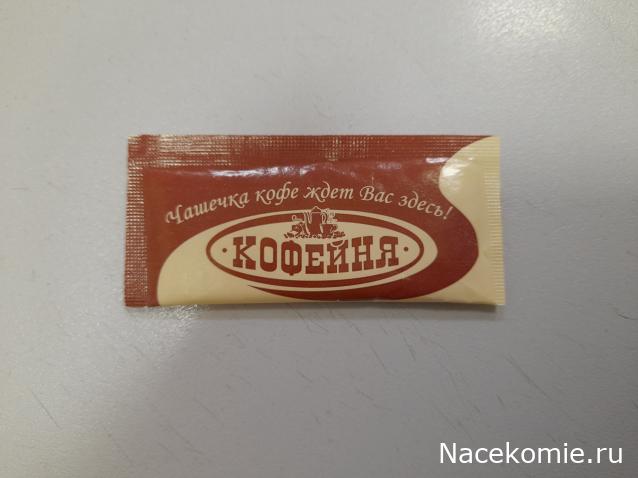 Чашечка кофе ждет Вас здесь!
· КОФЕЙНЯ ·
Nacekomie.ru